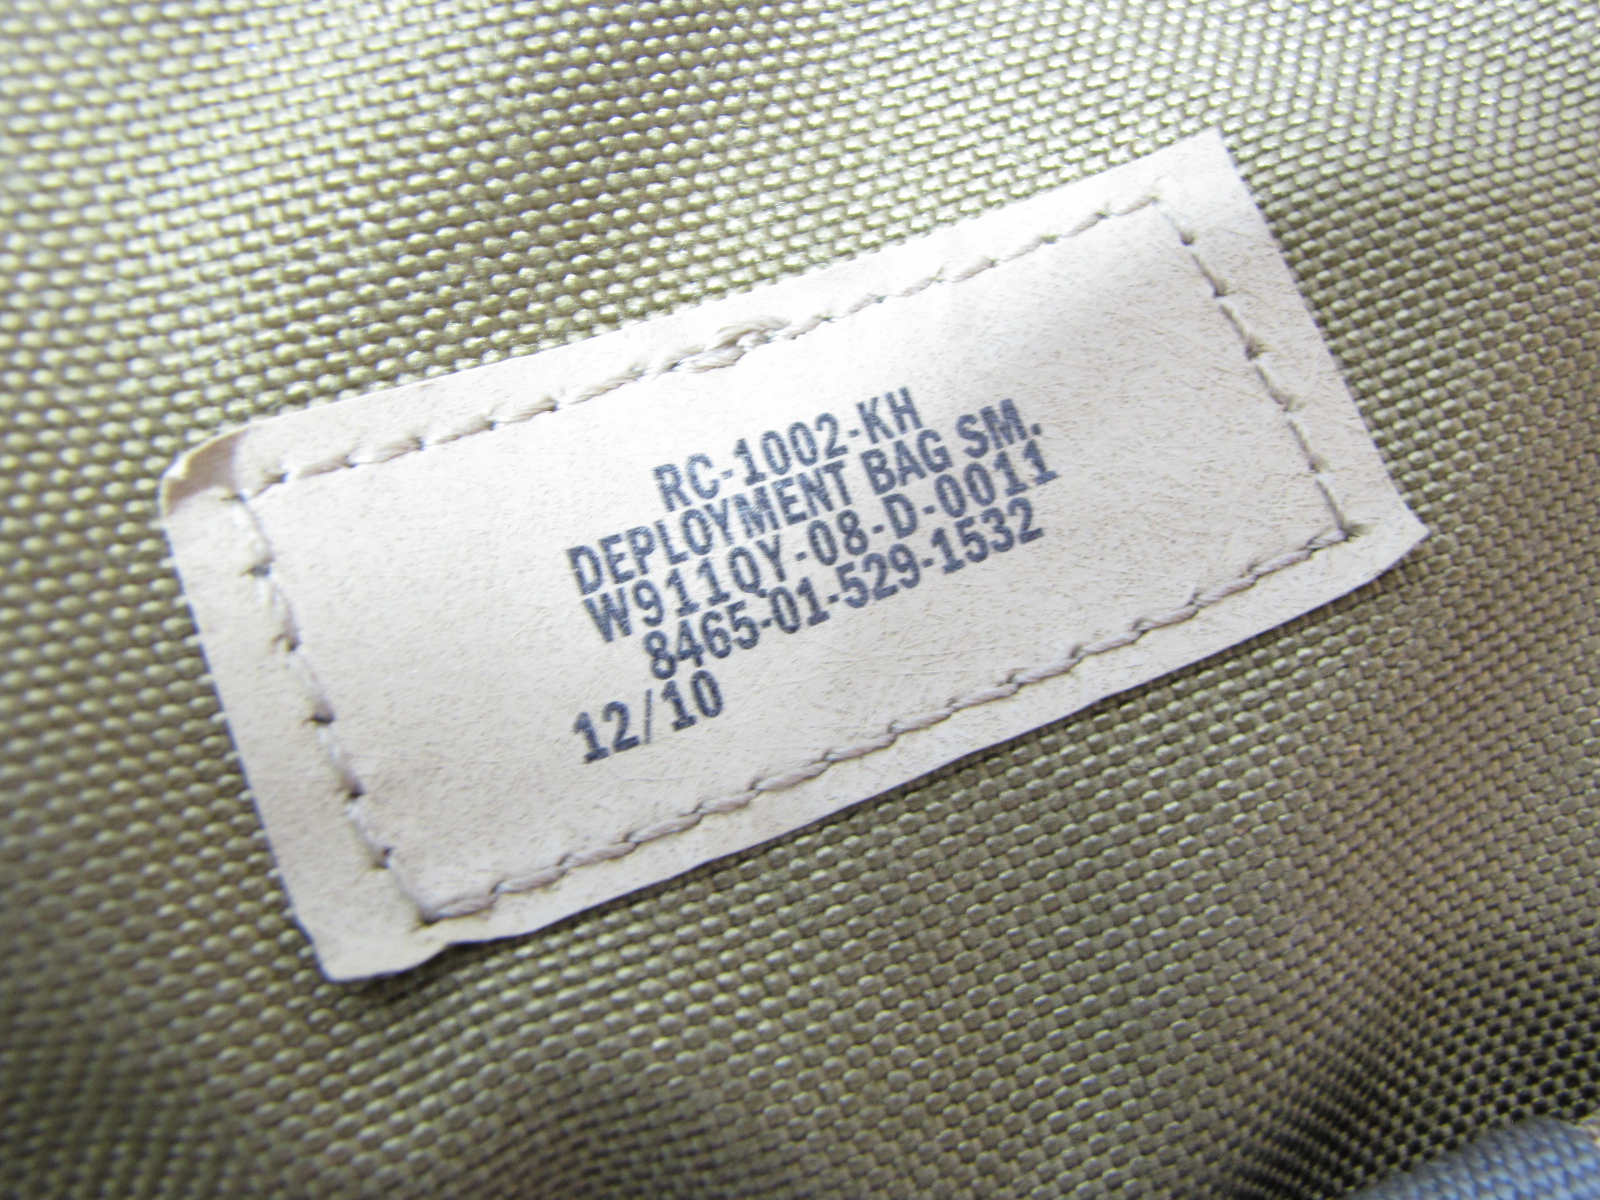 RC-1002-KH
DEPLOYMENT BAG SM.
W911QY-08-D-0011
8465-01-529-1532
12/10